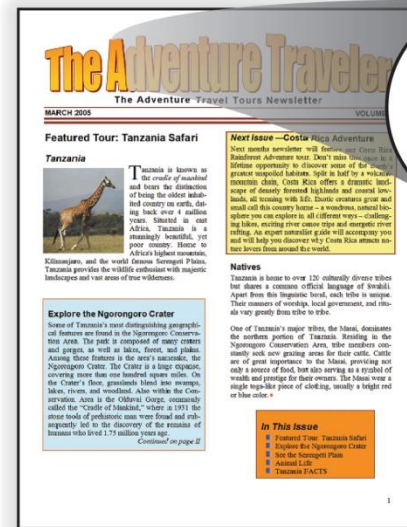 The Adventure Traveler
The Adventure Travel Tours Newsletter
MARCH 2005
VOLUME
Featured Tour: Tanzania Safari
Tanzania
Tanzania is known as
the cradle of mankind
and bears the distinction
of being the oldest inhab-
ited country on earth, dat-
ing back over 4 million
years. Situated in east
Africa, Tanzania is a
stunningly beautiful, yet
poor country. Home to
Africa's highest mountain,
Kilimanjaro, and the world famous Serengeti Plains,
Tanzania provides the wildlife enthusiast with majestic
landscapes and vast areas of true wilderness.
Explore the Ngorongoro Crater
Some of Tanzania's most distinguishing geographi-
cal features are found in the Ngorongoro Conserva-
tion Area. The park is composed of many craters
and gorges, as well as lakes, forest, and plains.
Among these features is the area's namesake, the
Ngorongoro Crater. The Crater is a huge expanse,
covering more than one hundred square miles. On
the Crater's floor, grasslands blend into swamps,
lakes, rivers, and woodland. Also within the Con-
servation Area is the Olduvai Gorge, commonly
called the "Cradle of Mankind," where in 1931 the
stone tools of prehistoric man were found and sub-
sequently led to the discovery of the remains of
humans who lived 1.75 million years ago.
Continued on page 2
Next Issue —Costa Rica Adventure
Next months newsletter will feature our Costa Rica
Rainforest Adventure tour. Don't miss this once in a
lifetime opportunity to discover some of the earth's
greatest unspoiled habitats. Split in half by a volcanic
mountain chain, Costa Rica offers a dramatic land-
scape of densely forested highlands and coastal low-
lands, all teeming with life. Exotic creatures great and
small call this country home – a wondrous, natural bio-
sphere you can explore in all different ways – challeng-
ing hikes, exciting river canoe trips and energetic river
rafting. An expert naturalist guide will accompany you
and will help you discover why Costa Rica attracts na-
ture lovers from around the world.
Natives
Tanzania is home to over 120 culturally diverse tribes
but shares a common official language of Swahili.
Apart from this linguistic bond, each tribe is unique.
Their manners of worship, local government, and ritu-
als vary greatly from tribe to tribe.
One of Tanzania's major tribes, the Masai, dominates
the northern portion of Tanzania. Residing in the
Ngorongoro Conservation Area, tribe members con-
stantly seek new grazing areas for their cattle. Cattle
are of great importance to the Masai, providing not
only a source of food, but also serving as a symbol of
wealth and prestige for their owners. The Masai wear a
single toga-like piece of clothing, usually a bright red
or blue color.
In This Issue
Featured Tour Tanzania Safari
Explore the Ngorongoro Crater
See the Serengeti Plain
Animal Life
Tanzania FACTS
1